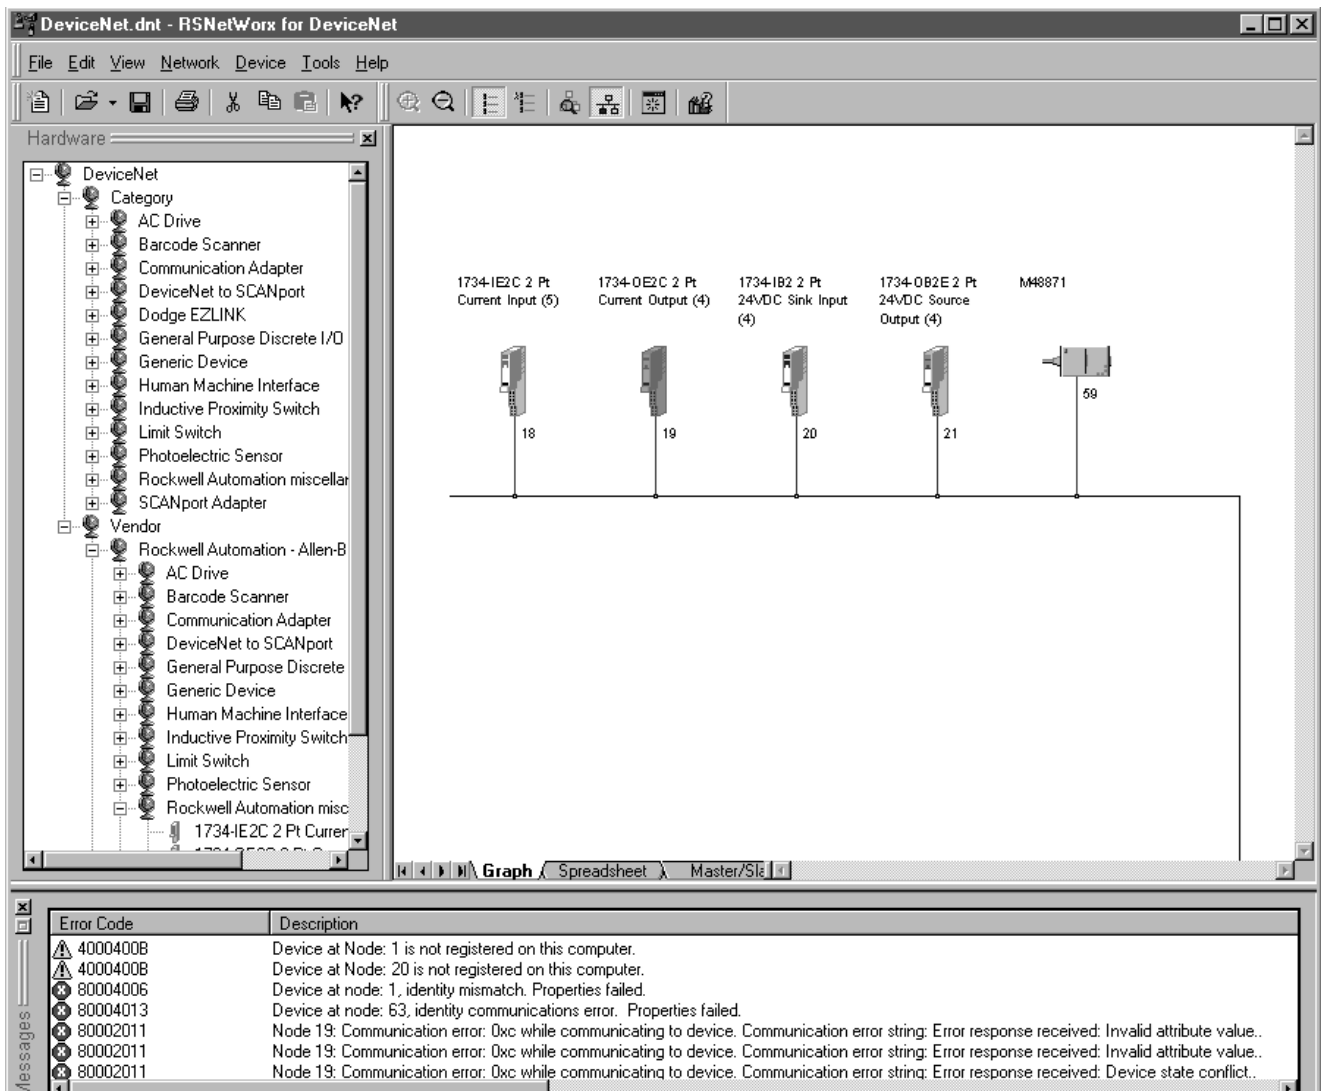 DeviceNet.dnt - RSNetWorx for DeviceNet
File Edit View Network Device Tools Help
Hardware
DeviceNet
Category
AC Drive
Barcode Scanner
Communication Adapter
DeviceNet to SCANport
Dodge EZLINK
General Purpose Discrete I/O
Generic Device
Human Machine Interface
Inductive Proximity Switch
Limit Switch
Photoelectric Sensor
Rockwell Automation miscellar
SCANport Adapter
Vendor
Rockwell Automation - Allen-B
AC Drive
Barcode Scanner
Communication Adapter
DeviceNet to SCANport
General Purpose Discrete
Generic Device
Human Machine Interface
Inductive Proximity Switch
Limit Switch
Photoelectric Sensor
Rockwell Automation misc
1734-IE2C 2 Pt Curren
1734-IE2C 2 Pt
Current Input (5)
18
1734-OE2C 2 Pt
Current Output (4)
19
1734-IB2 2 Pt
24VDC Sink Input
(4)
20
1734-OB2E 2 Pt
24VDC Source
Output (4)
21
M48871
59
Graph Spreadsheet Master/Sla
Messages
Error Code Description
4000400B Device at Node: 1 is not registered on this computer.
4000400B Device at Node: 20 is not registered on this computer.
80004006 Device at node: 1, identity mismatch. Properties failed.
80004013 Device at node: 63, identity communications error. Properties failed.
80002011 Node 19: Communication error: 0xc while communicating to device. Communication error string: Error response received: Invalid attribute value..
80002011 Node 19: Communication error: 0xc while communicating to device. Communication error string: Error response received: Invalid attribute value..
80002011 Node 19: Communication error: 0xc while communicating to device. Communication error string: Error response received: Device state conflict..